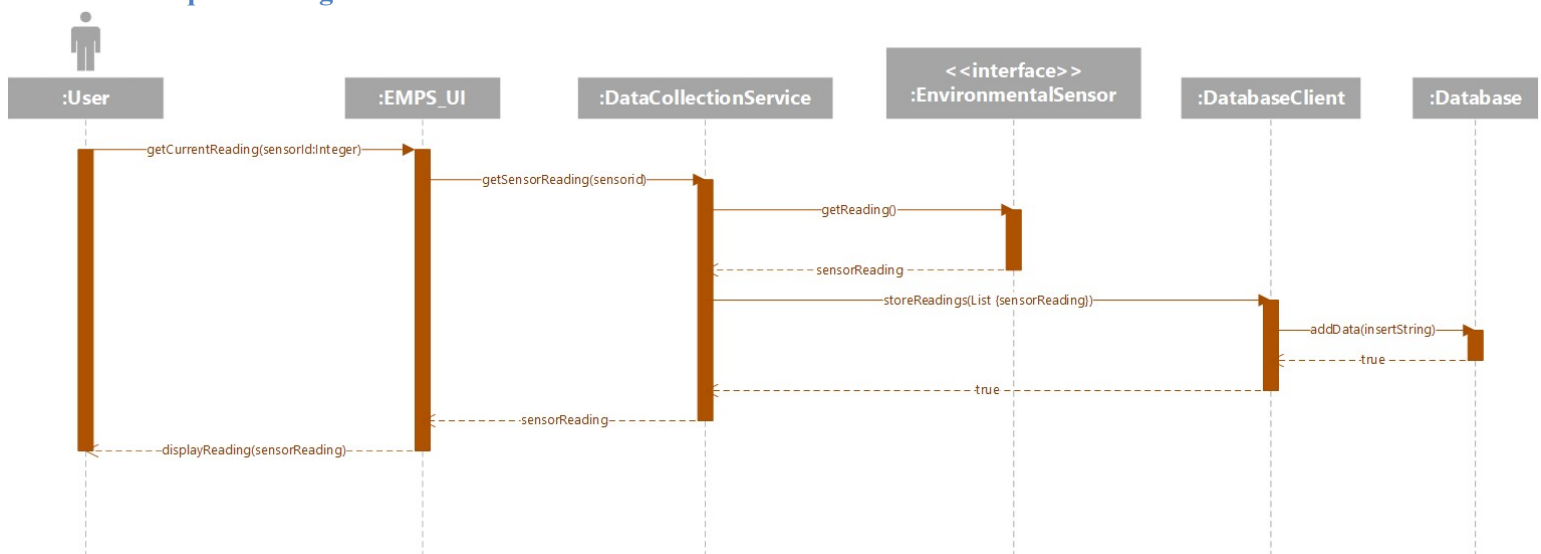 :User
:EMPS_UI
:DataCollectionService
<<interface>>
:EnvironmentalSensor
:DatabaseClient
:Database
getCurrentReading(sensorId:Integer)
getSensorReading(sensorid)
getReading()
sensorReading
storeReadings(List {sensorReading})
addData(insertString)
true
true
sensorReading
displayReading(sensorReading)